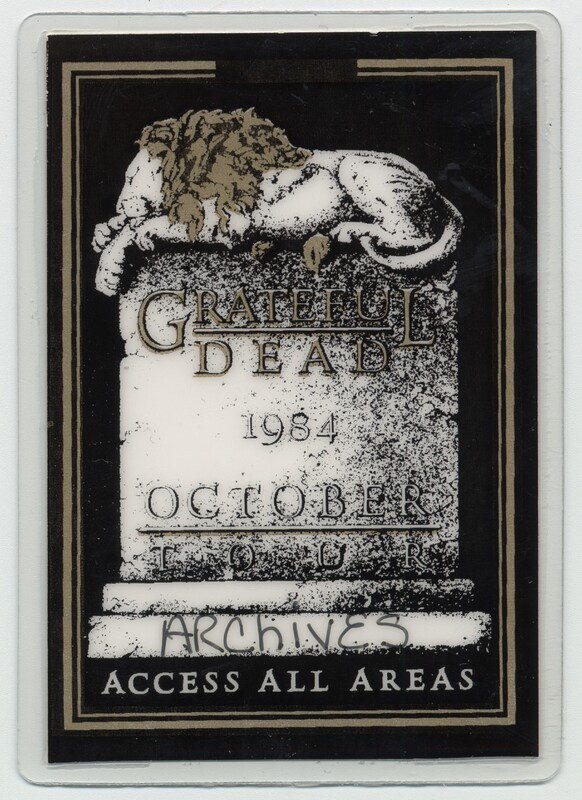 GRATEFUL
DEAD
1984
OCTOBER
TOUR
ARChiVES
ACCESS ALL AREAS